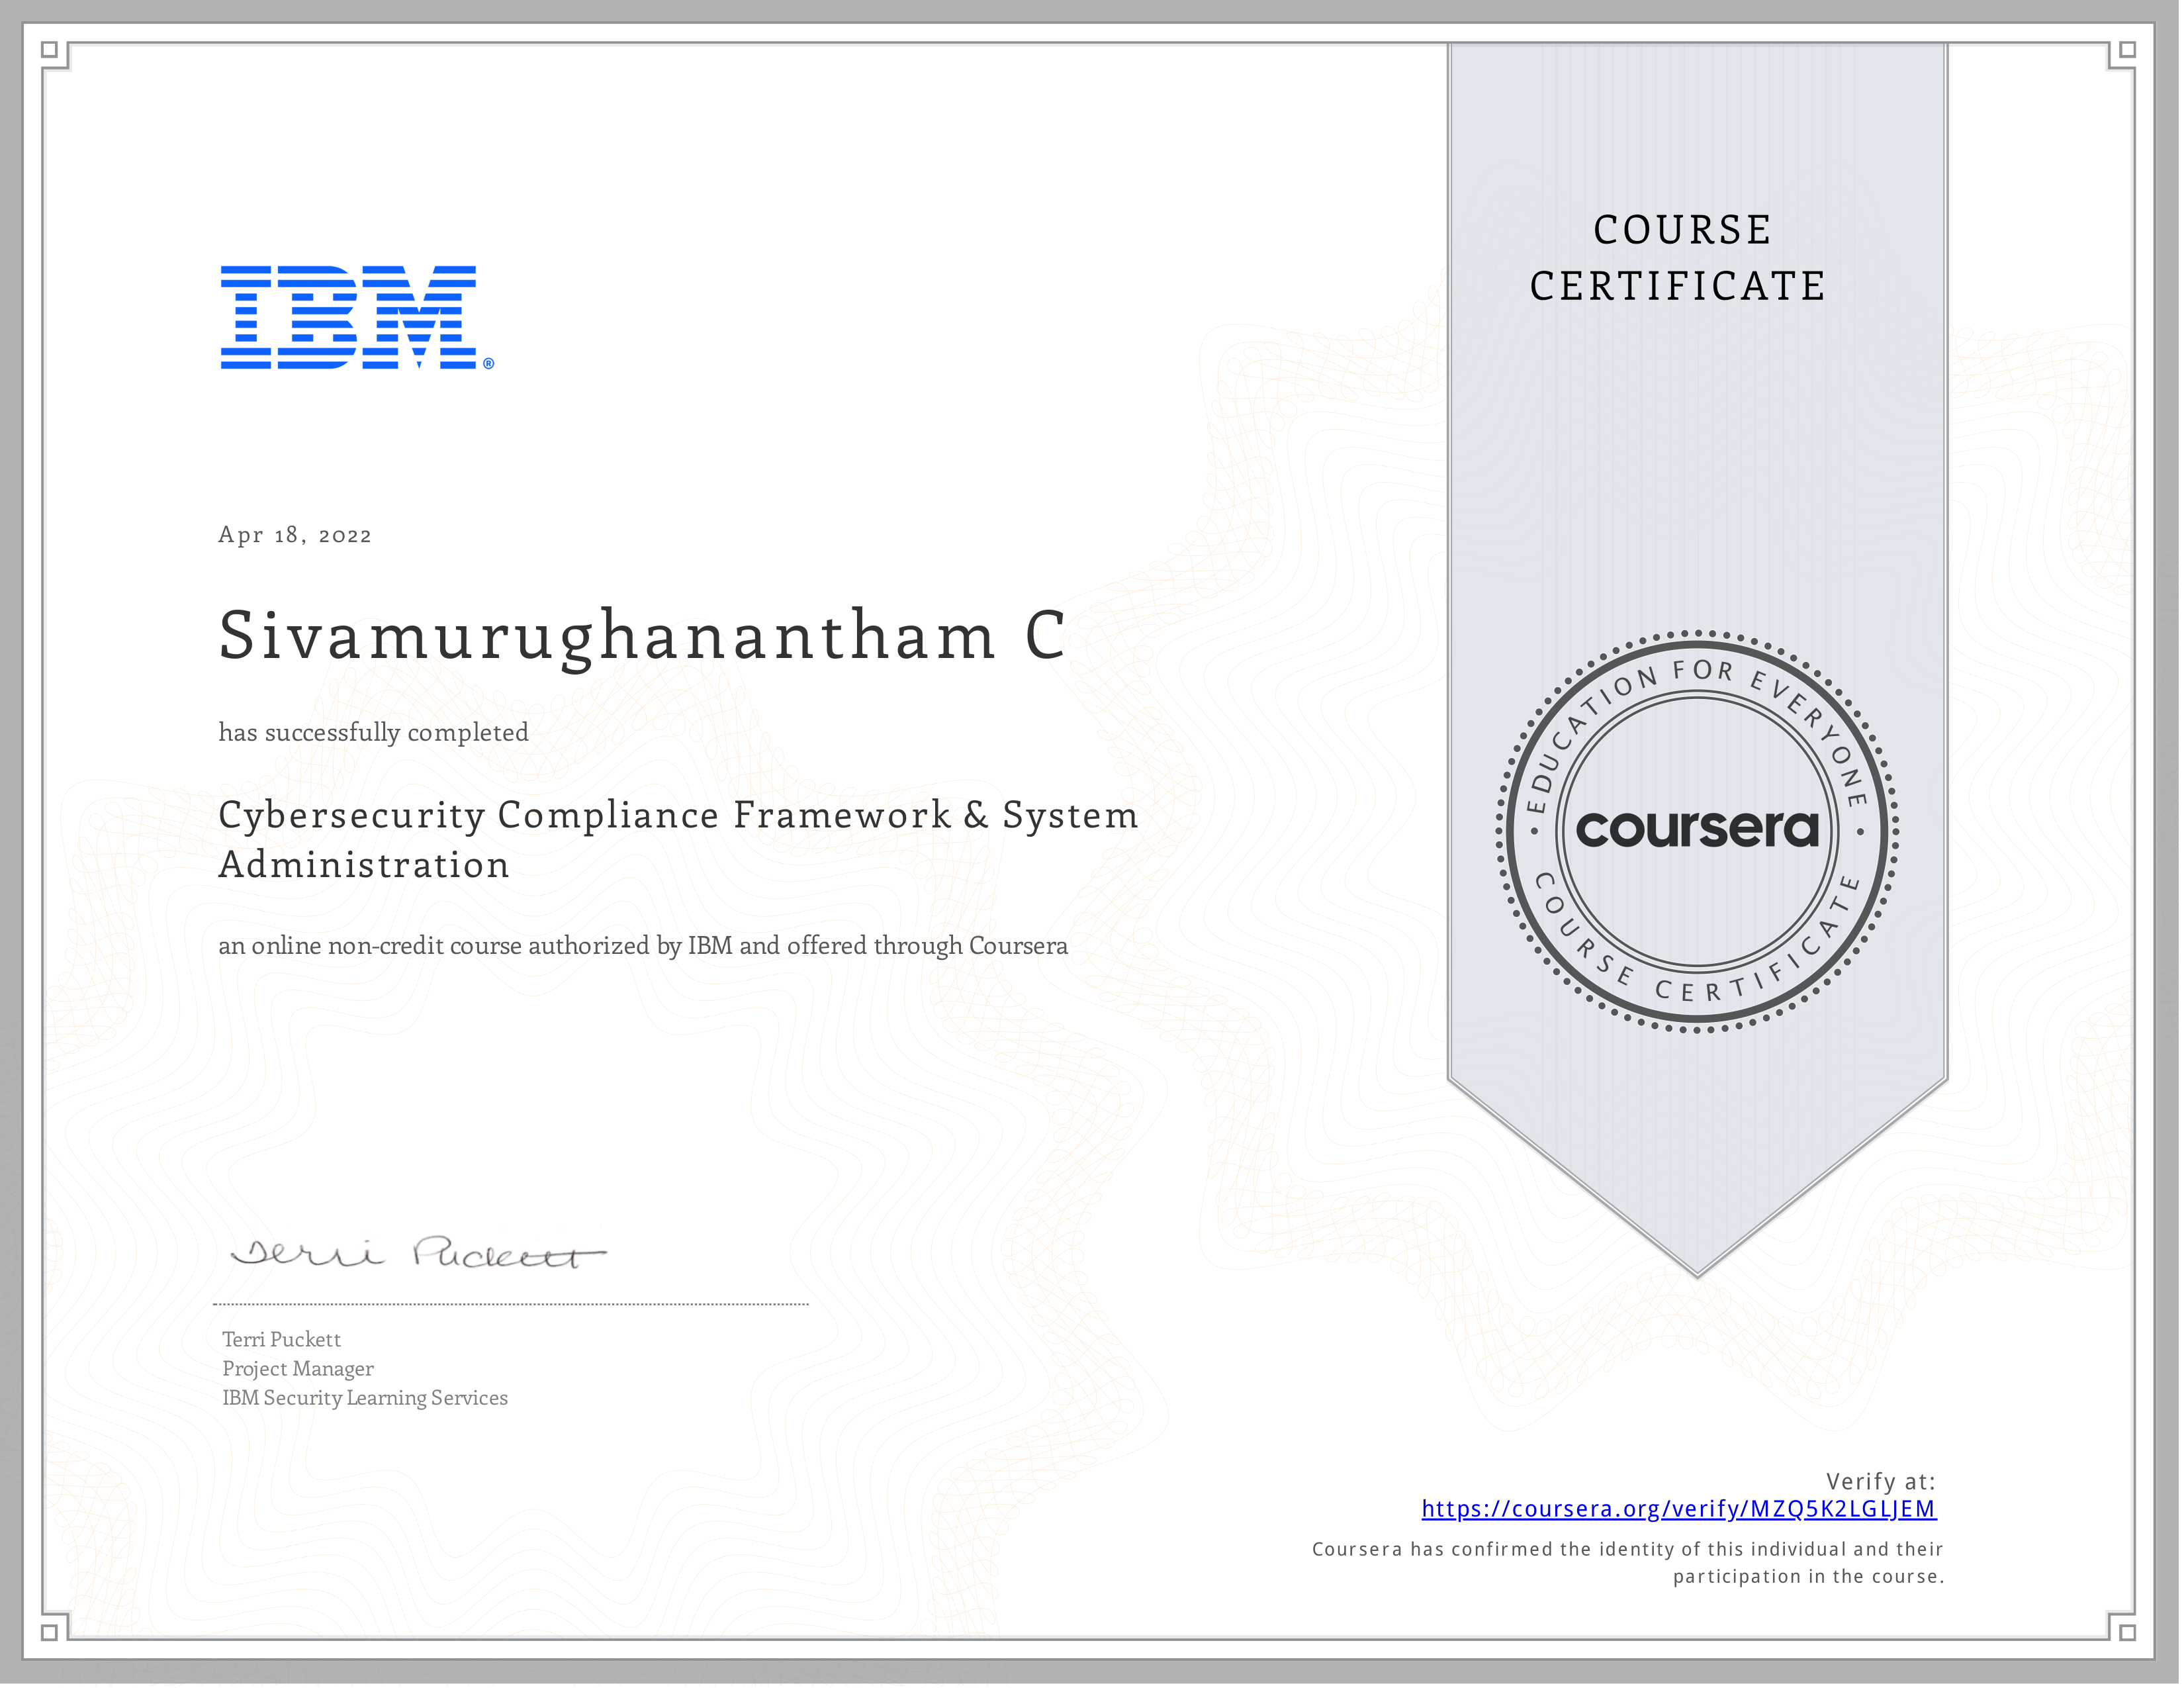 IBM®
COURSE
CERTIFICATE
Apr 18, 2022
Sivamurughanantham C
has successfully completed
Cybersecurity Compliance Framework & System
Administration
an online non-credit course authorized by IBM and offered through Coursera
EDUCATION FOR EVERYONE
coursera
COURSE CERTIFICATE
Terri Puckett
Terri Puckett
Project Manager
IBM Security Learning Services
Verify at:
https://coursera.org/verify/MZQ5K2LGLJEM
Coursera has confirmed the identity of this individual and their
participation in the course.